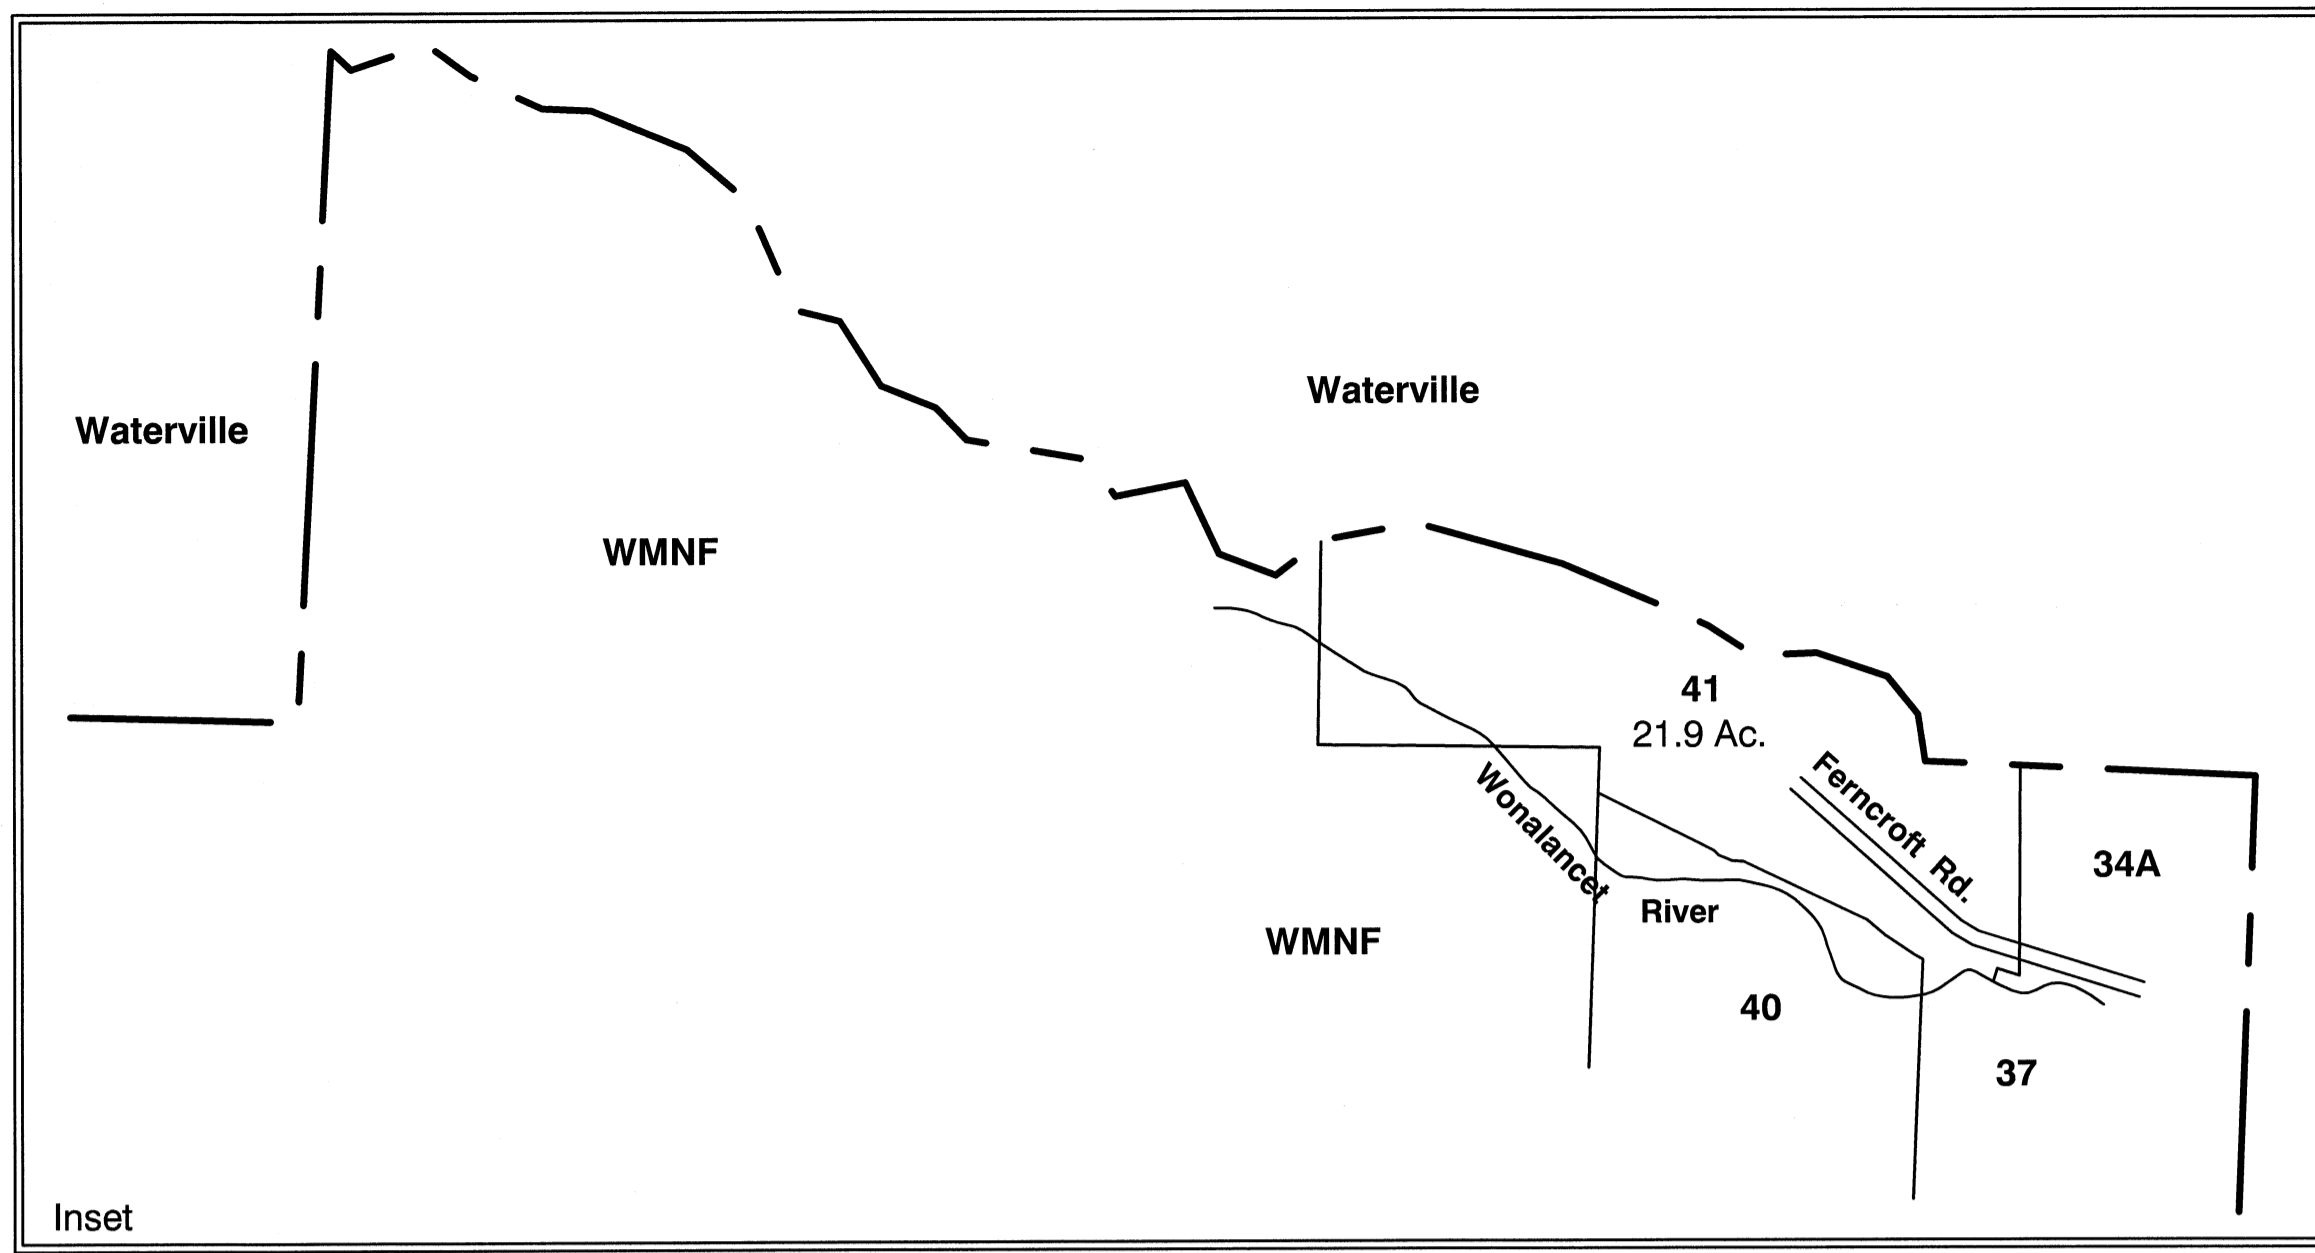 Waterville
Waterville
WMNF
41
21.9 Ac.
Ferncroft Rd.
Wonalancet
River
34A
WMNF
40
37
Inset